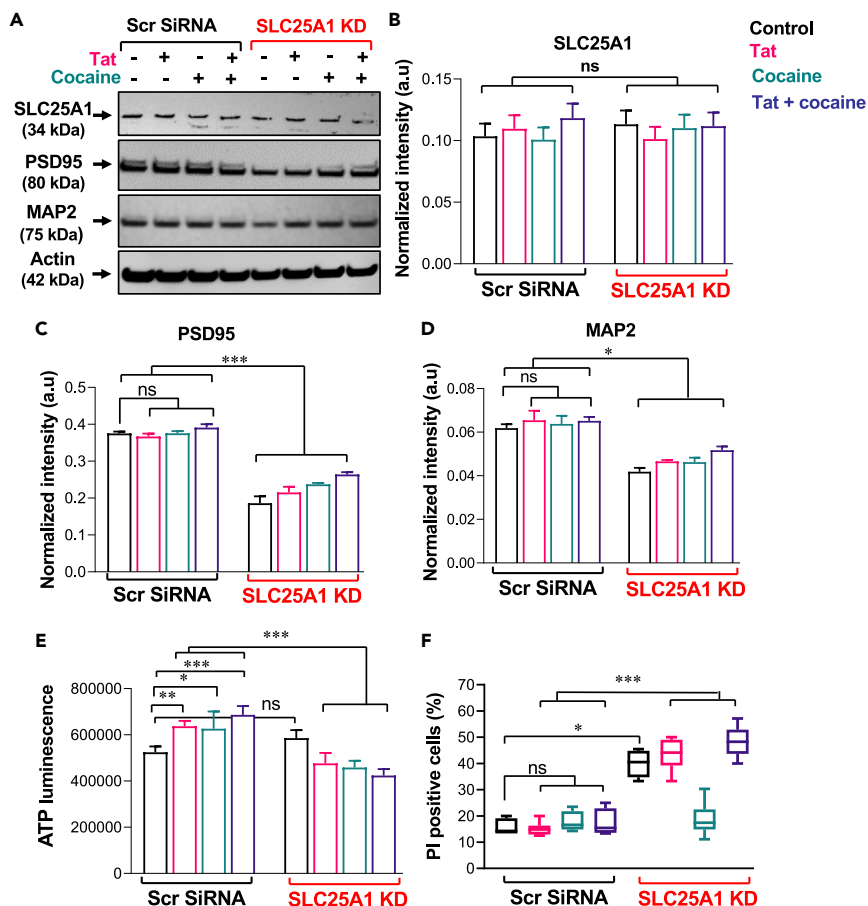 A
Scr SiRNA
SLC25A1 KD
Tat - + - + - + - +
Cocaine - - + + - - + +
SLC25A1
(34 kDa)
PSD95
(80 kDa)
MAP2
(75 kDa)
Actin
(42 kDa)
B
SLC25A1
ns
Normalized intensity (a.u)
0.15
0.10
0.05
0.00
Scr SiRNA
SLC25A1 KD
Control
Tat
Cocaine
Tat + cocaine
C
PSD95
***
ns
Normalized intensity (a.u)
0.5
0.4
0.3
0.2
0.1
0.0
Scr SiRNA
SLC25A1 KD
D
MAP2
*
ns
Normalized intensity (a.u)
0.08
0.06
0.04
0.02
0.00
Scr SiRNA
SLC25A1 KD
E
***
***
*
**
ns
ATP luminescence
800000
600000
400000
200000
0
Scr SiRNA
SLC25A1 KD
F
***
*
ns
PI positive cells (%)
70
60
50
40
30
20
10
0
Scr SiRNA
SLC25A1 KD